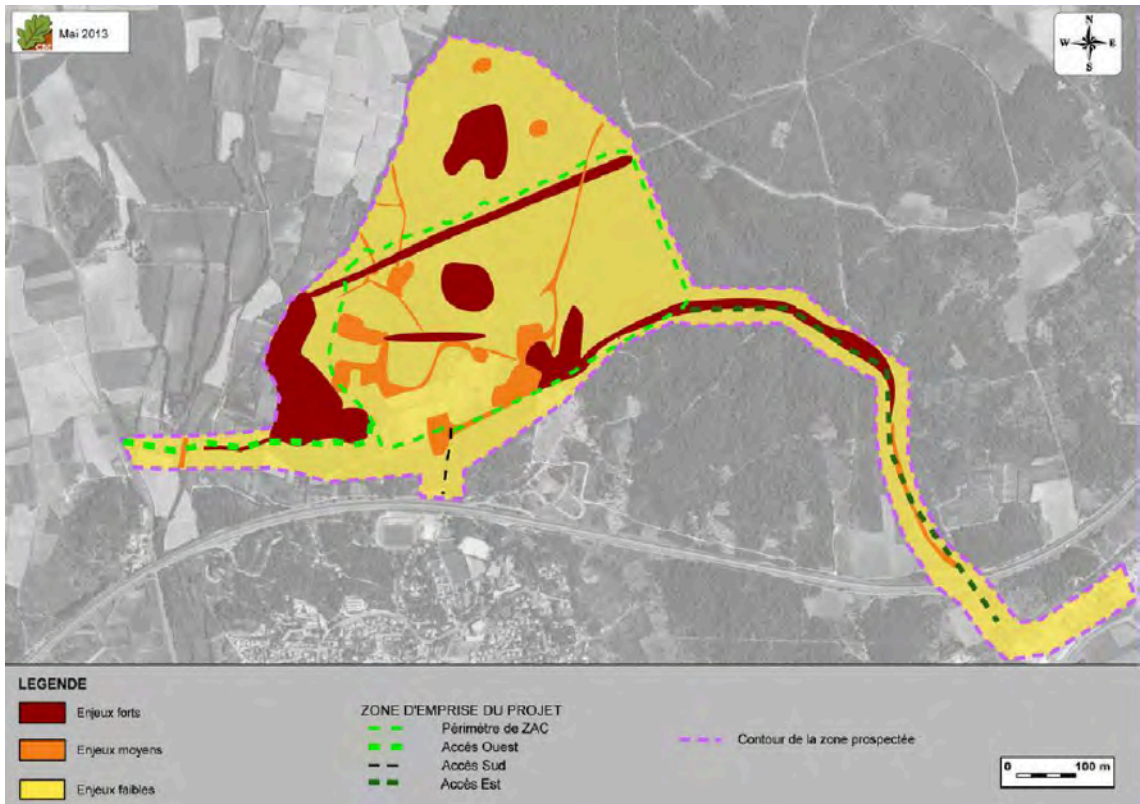 Mai 2013
N
W E
S
LEGENDE
Enjeux forts
Enjeux moyens
Enjeux faibles
ZONE D'EMPRISE DU PROJET
Périmètre de ZAC
Accès Ouest
Accès Sud
Accès Est
Contour de la zone prospectée
0 100 m